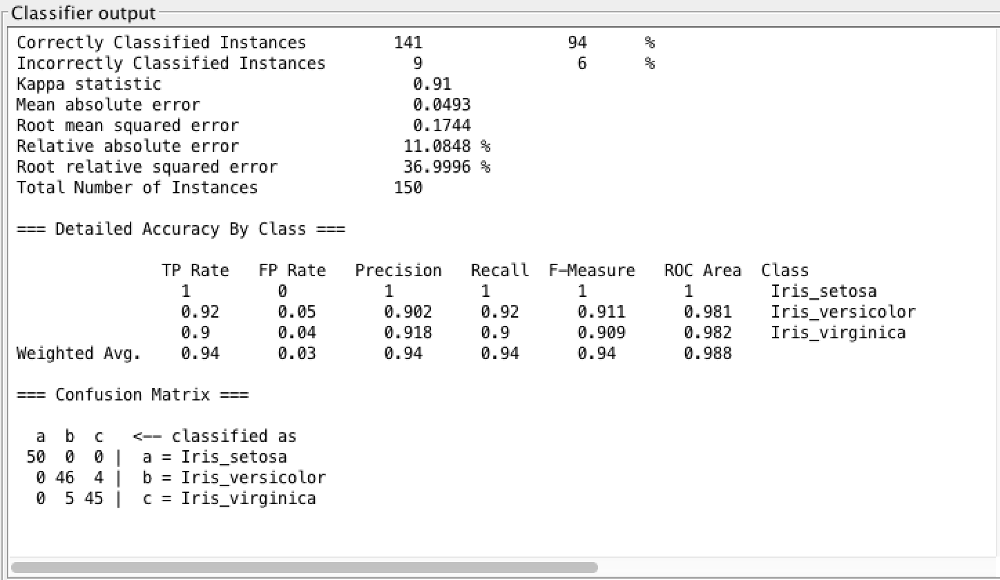 Classifier output
Correctly Classified Instances         141               94      %
Incorrectly Classified Instances         9                6      %
Kappa statistic                          0.91
Mean absolute error                      0.0493
Root mean squared error                  0.1744
Relative absolute error                 11.0848 %
Root relative squared error             36.9996 %
Total Number of Instances              150
=== Detailed Accuracy By Class ===
               TP Rate   FP Rate   Precision   Recall  F-Measure   ROC Area  Class
                 1         0          1         1         1          1        Iris_setosa
                 0.92      0.05       0.902     0.92      0.911      0.981    Iris_versicolor
                 0.9       0.04       0.918     0.9       0.909      0.982    Iris_virginica
Weighted Avg.    0.94      0.03       0.94      0.94      0.94       0.988
=== Confusion Matrix ===
  a  b  c   <-- classified as
 50  0  0 |  a = Iris_setosa
  0 46  4 |  b = Iris_versicolor
  0  5 45 |  c = Iris_virginica